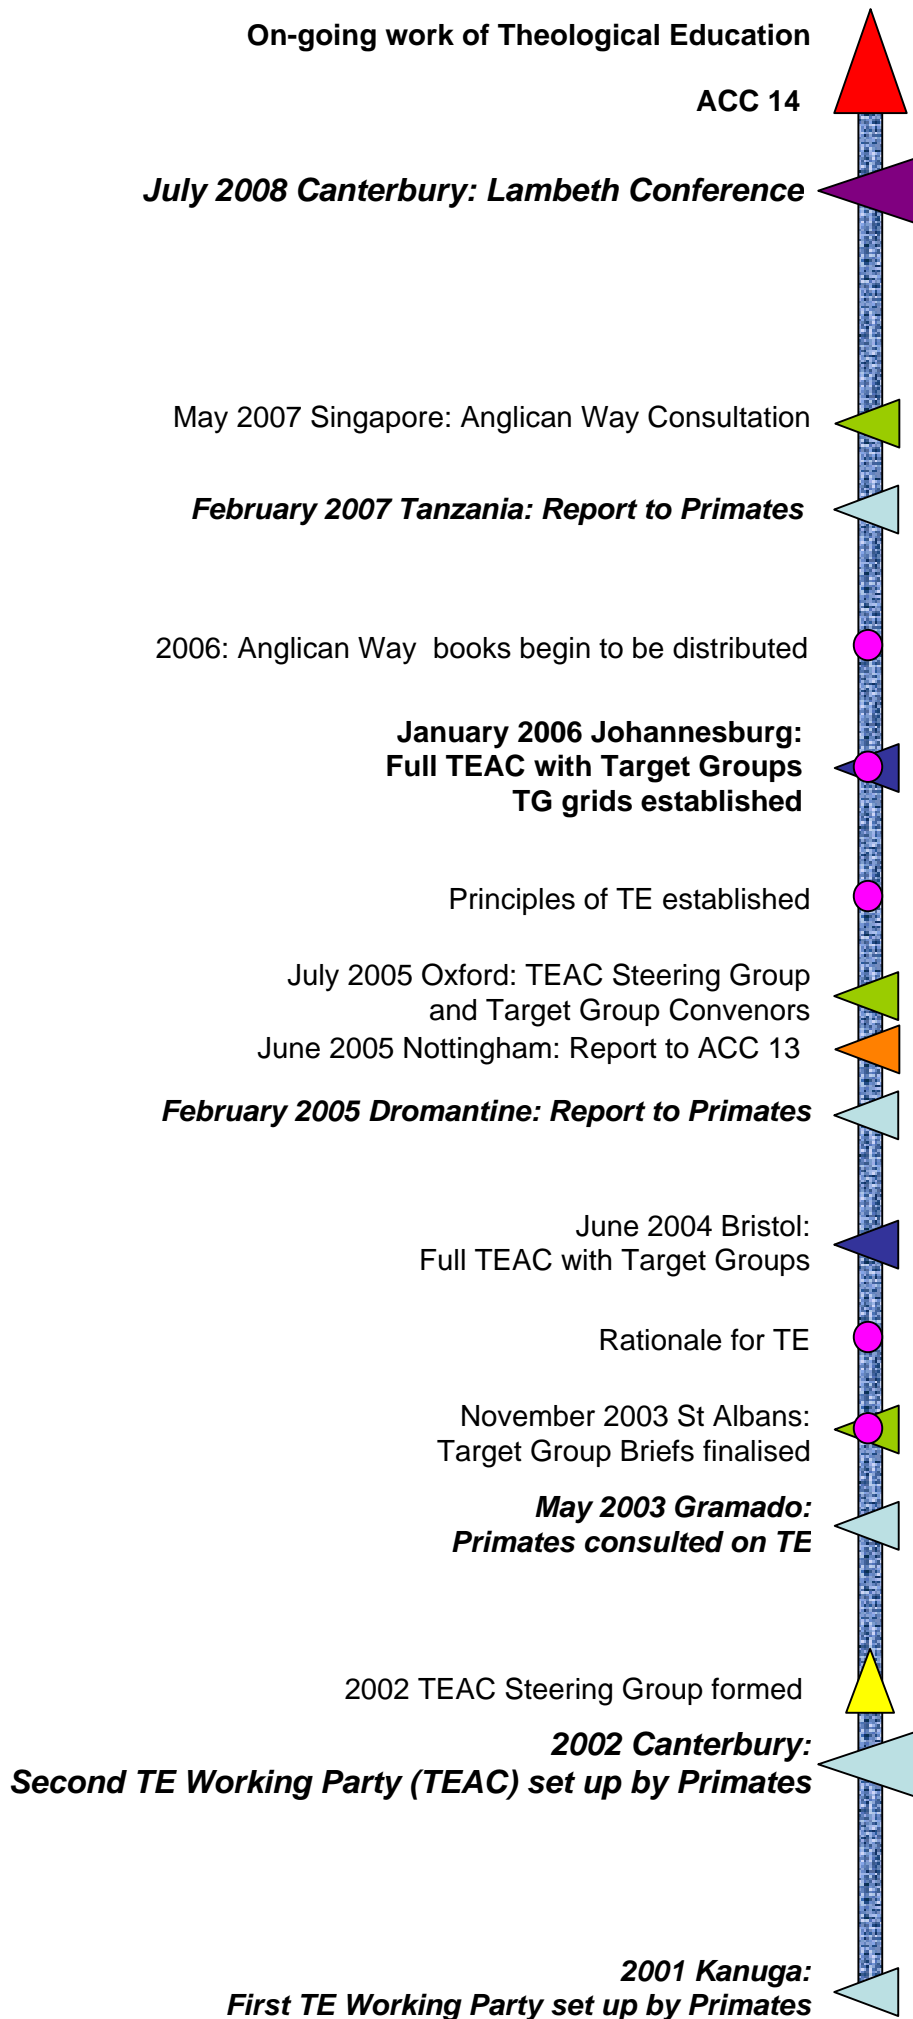 On-going work of Theological Education
ACC 14
July 2008 Canterbury: Lambeth Conference
May 2007 Singapore: Anglican Way Consultation
February 2007 Tanzania: Report to Primates
2006: Anglican Way  books begin to be distributed
January 2006 Johannesburg:
Full TEAC with Target Groups
TG grids established
Principles of TE established
July 2005 Oxford: TEAC Steering Group
and Target Group Convenors
June 2005 Nottingham: Report to ACC 13
February 2005 Dromantine: Report to Primates
June 2004 Bristol:
Full TEAC with Target Groups
Rationale for TE
November 2003 St Albans:
Target Group Briefs finalised
May 2003 Gramado:
Primates consulted on TE
2002 TEAC Steering Group formed
2002 Canterbury:
Second TE Working Party (TEAC) set up by Primates
2001 Kanuga:
First TE Working Party set up by Primates